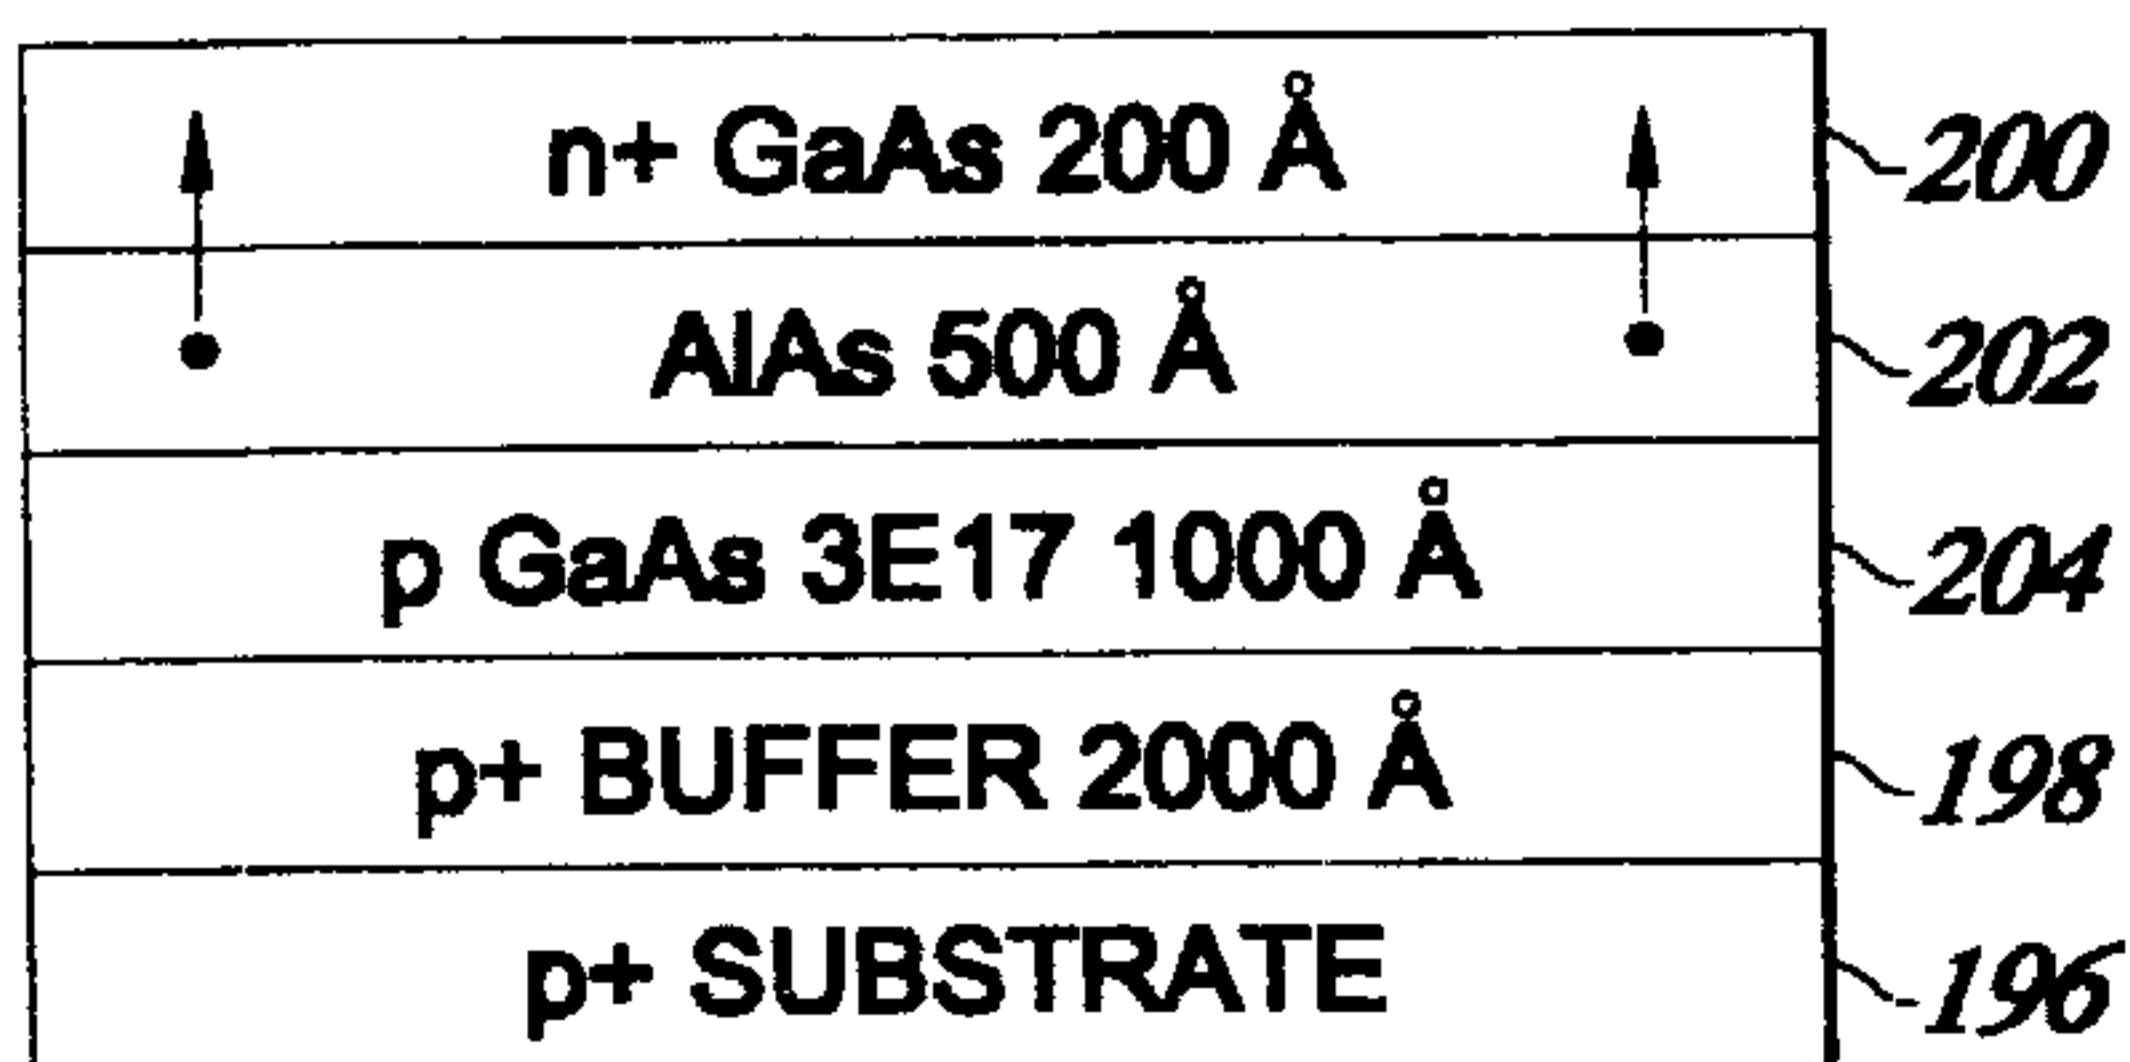 n+ GaAs 200 Å 200
AlAs 500 Å 202
p GaAs 3E17 1000 Å 204
p+ BUFFER 2000 Å 198
p+ SUBSTRATE 196